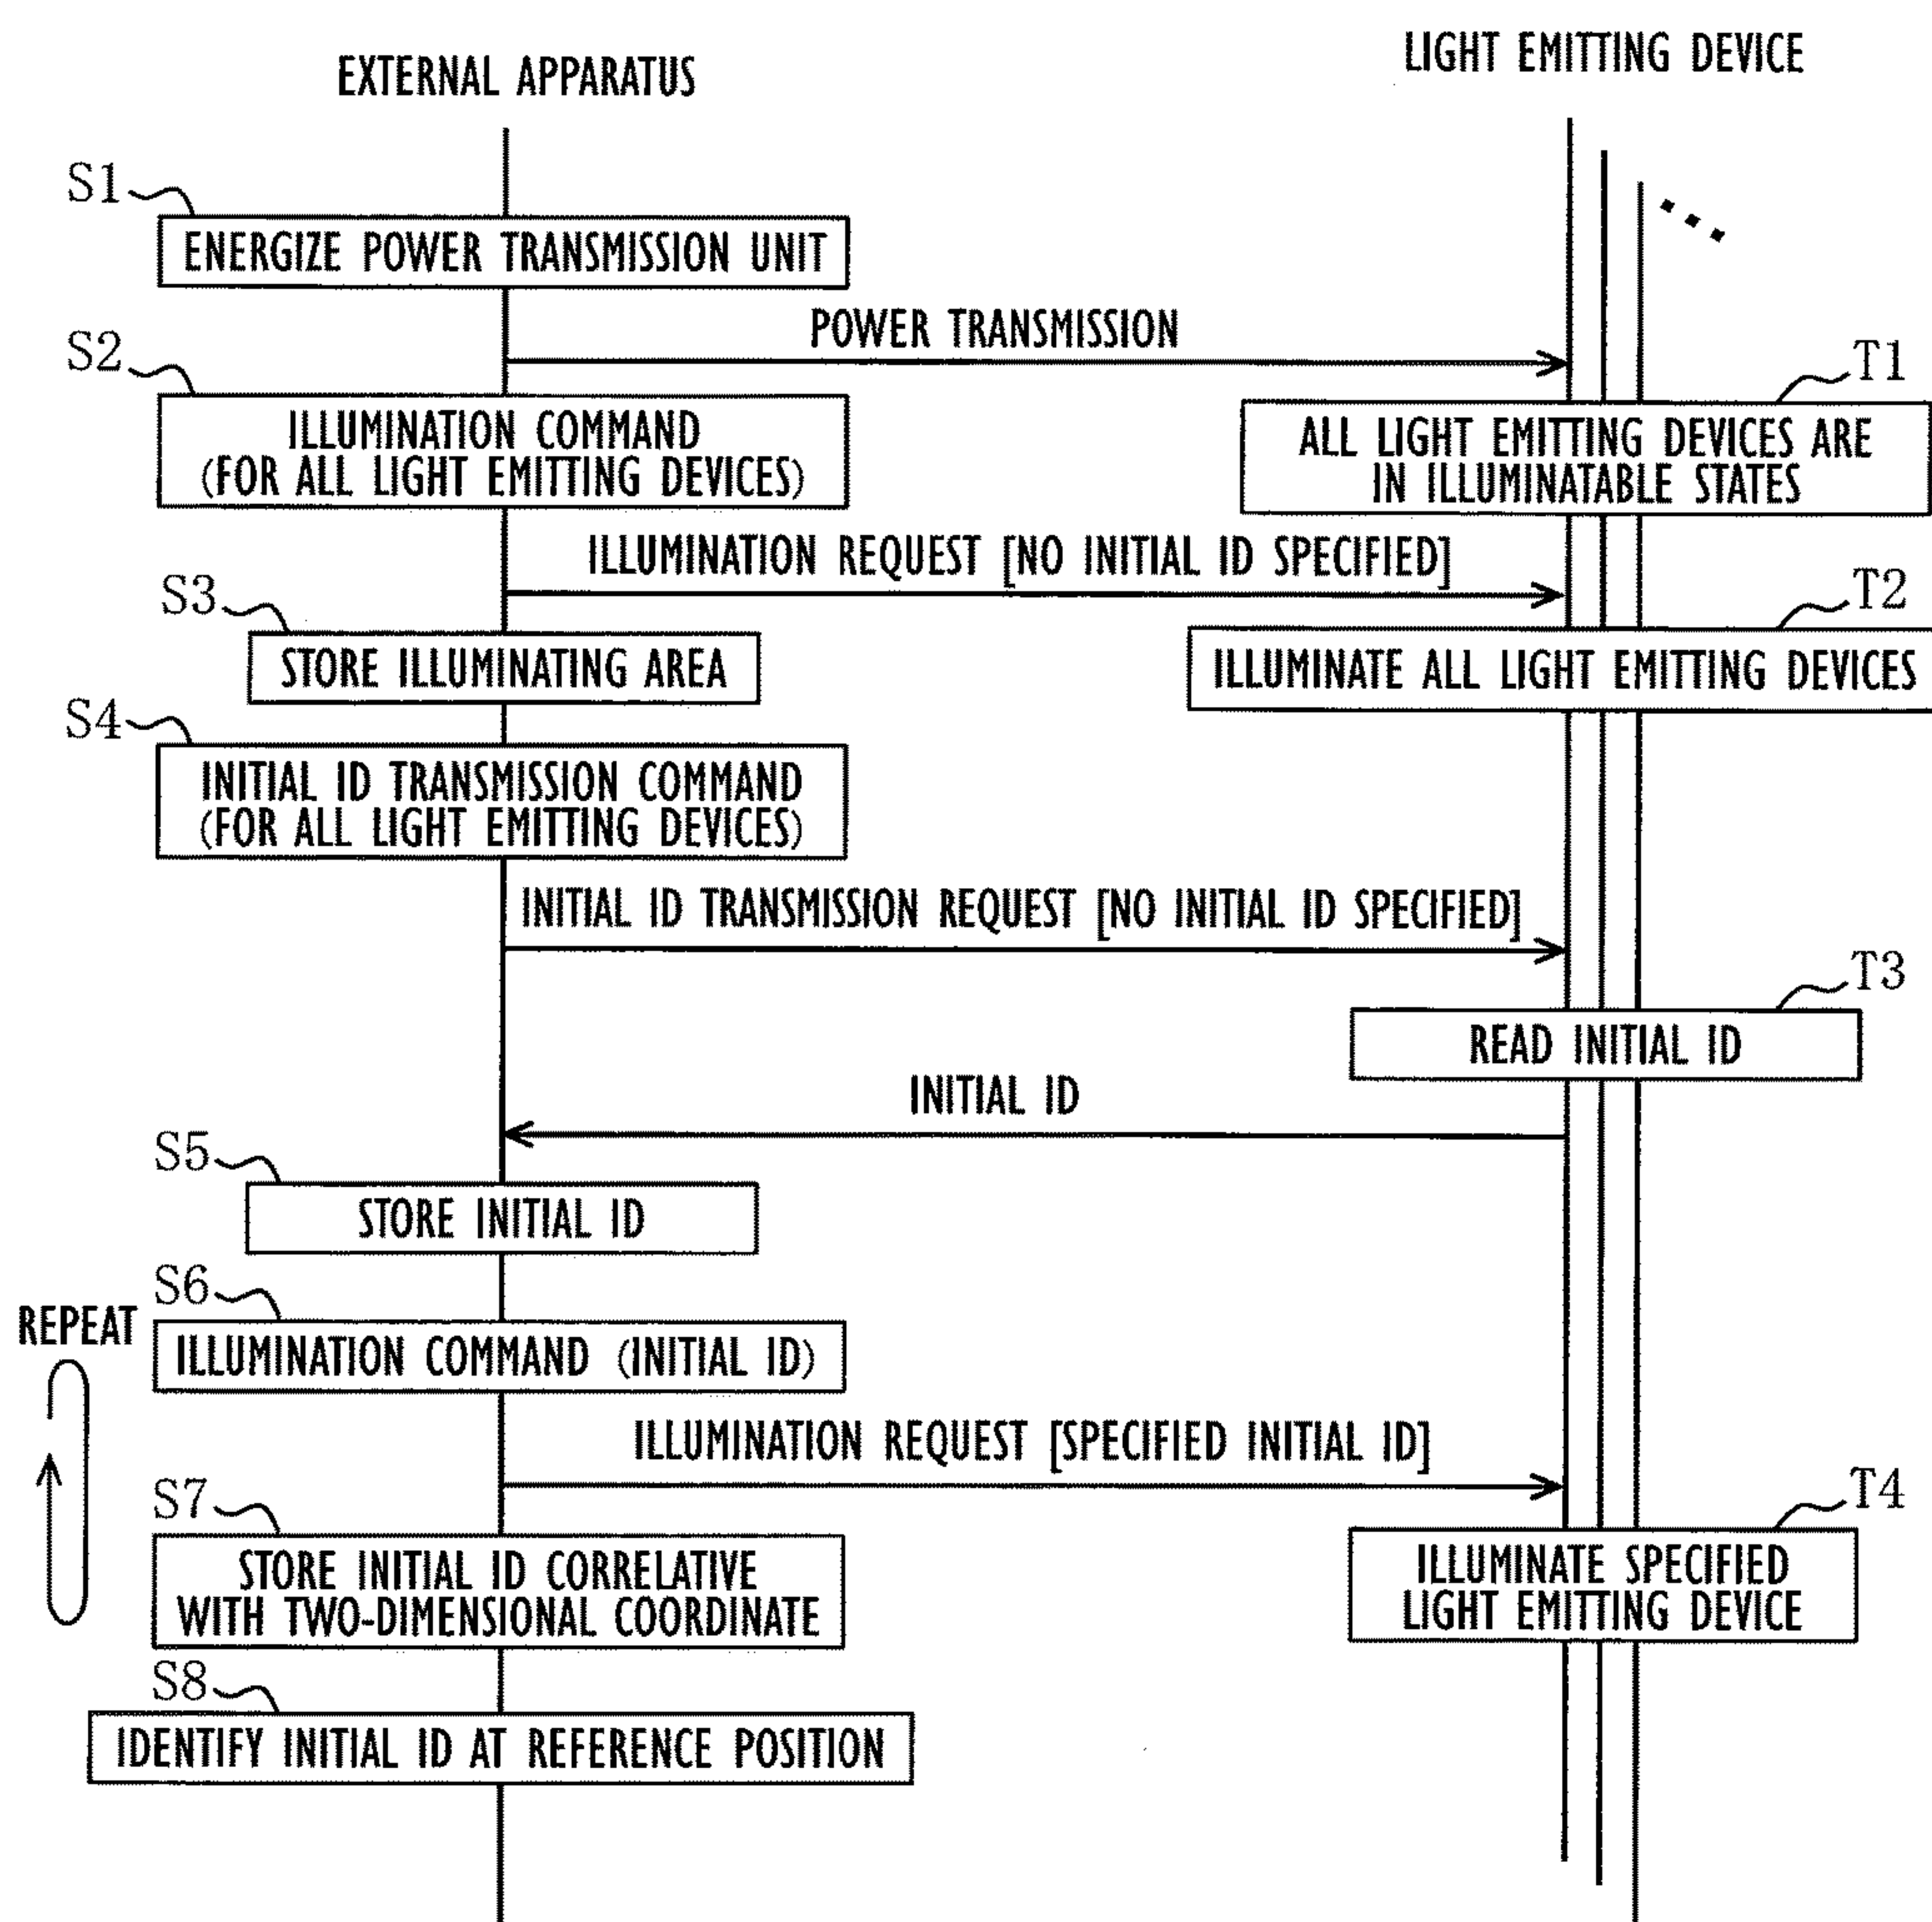 EXTERNAL APPARATUS
LIGHT EMITTING DEVICE
S1
ENERGIZE POWER TRANSMISSION UNIT
POWER TRANSMISSION
S2
ILLUMINATION COMMAND
(FOR ALL LIGHT EMITTING DEVICES)
T1
ALL LIGHT EMITTING DEVICES ARE
IN ILLUMINATABLE STATES
ILLUMINATION REQUEST [NO INITIAL ID SPECIFIED]
S3
STORE ILLUMINATING AREA
T2
ILLUMINATE ALL LIGHT EMITTING DEVICES
S4
INITIAL ID TRANSMISSION COMMAND
(FOR ALL LIGHT EMITTING DEVICES)
INITIAL ID TRANSMISSION REQUEST [NO INITIAL ID SPECIFIED]
T3
READ INITIAL ID
INITIAL ID
S5
STORE INITIAL ID
S6
REPEAT
ILLUMINATION COMMAND (INITIAL ID)
ILLUMINATION REQUEST [SPECIFIED INITIAL ID]
S7
STORE INITIAL ID CORRELATIVE
WITH TWO-DIMENSIONAL COORDINATE
T4
ILLUMINATE SPECIFIED
LIGHT EMITTING DEVICE
S8
IDENTIFY INITIAL ID AT REFERENCE POSITION